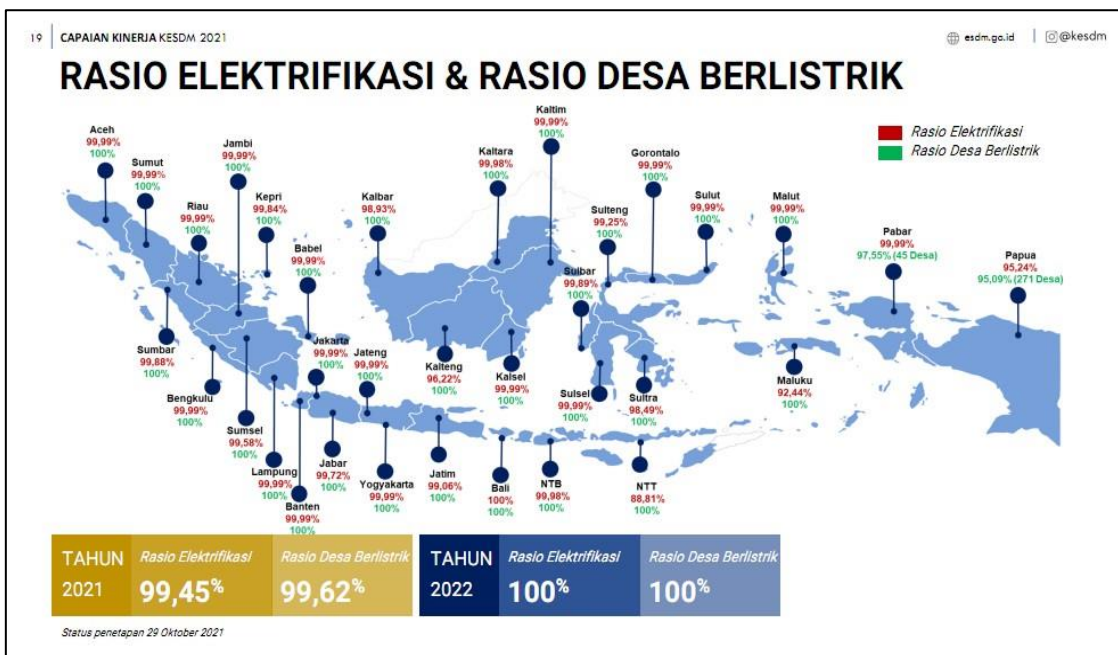 19 | CAPAIAN KINERJA KESDM 2021
esdm.go.id | @kesdm
RASIO ELEKTRIFIKASI & RASIO DESA BERLISTRIK
Rasio Elektrifikasi
Rasio Desa Berlistrik
Aceh
99,99%
100%
Sumut
99,99%
100%
Riau
99,99%
100%
Jambi
99,99%
100%
Kepri
99,84%
100%
Babel
99,99%
100%
Kalbar
98,93%
100%
Kaltara
99,98%
100%
Kaltim
99,99%
100%
Sulteng
99,25%
100%
Gorontalo
99,99%
100%
Sulut
99,99%
100%
Malut
99,99%
100%
Pabar
99,99%
97,55% (45 Desa)
Papua
95,24%
95,09% (271 Desa)
Sulbar
99,89%
100%
Sumbar
99,88%
100%
Bengkulu
99,99%
100%
Sumsel
99,58%
100%
Lampung
99,99%
100%
Banten
99,99%
100%
Jakarta
99,99%
100%
Jabar
99,72%
100%
Jateng
99,99%
100%
Yogyakarta
99,99%
100%
Jatim
99,06%
100%
Kalteng
96,22%
100%
Kalsel
99,99%
100%
Bali
100%
100%
NTB
99,98%
100%
Sulsel
99,99%
100%
Sultra
98,49%
100%
NTT
88,81%
100%
Maluku
92,44%
100%
TAHUN
2021
Rasio Elektrifikasi
99,45%
Rasio Desa Berlistrik
99,62%
TAHUN
2022
Rasio Elektrifikasi
100%
Rasio Desa Berlistrik
100%
Status penetapan 29 Oktober 2021